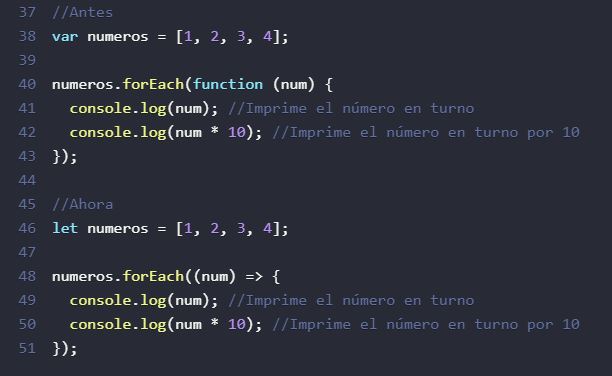 37 //Antes
38 var numeros = [1, 2, 3, 4];
39
40 numeros.forEach(function (num) {
41   console.log(num); //Imprime el número en turno
42   console.log(num * 10); //Imprime el número en turno por 10
43 });
44
45 //Ahora
46 let numeros = [1, 2, 3, 4];
47
48 numeros.forEach((num) => {
49   console.log(num); //Imprime el número en turno
50   console.log(num * 10); //Imprime el número en turno por 10
51 });